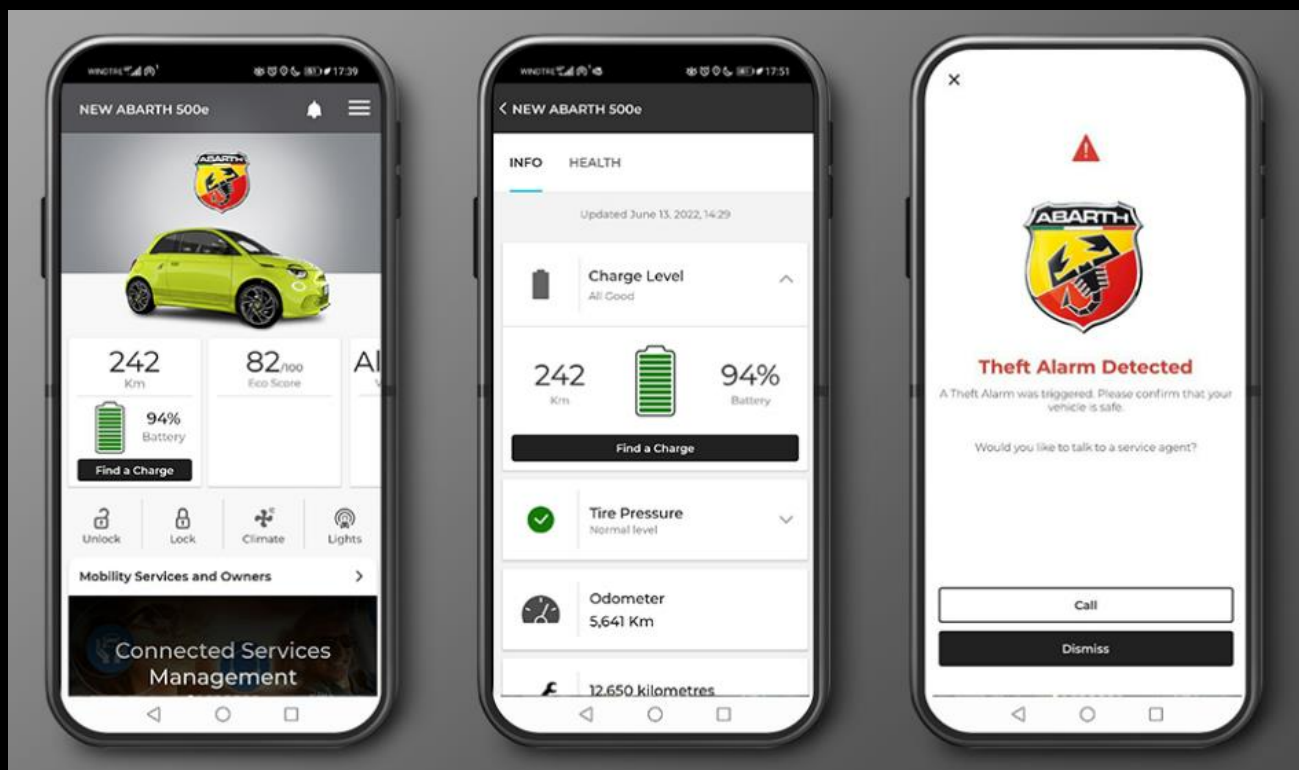 WINDTRE
17:39
NEW ABARTH 500e
ABARTH
242
Km
94%
Battery
Find a Charge
82/100
Eco Score
Al
V
Unlock
Lock
Climate
Lights
Mobility Services and Owners
Connected Services
Management
WINDTRE
17:51
NEW ABARTH 500e
INFO HEALTH
Updated June 13, 2022, 14:29
Charge Level
All Good
242
Km
94%
Battery
Find a Charge
Tire Pressure
Normal level
Odometer
5,641 Km
12.650 kilometres
ABARTH
Theft Alarm Detected
A Theft Alarm was triggered. Please confirm that your
vehicle is safe.
Would you like to talk to a service agent?
Call
Dismiss